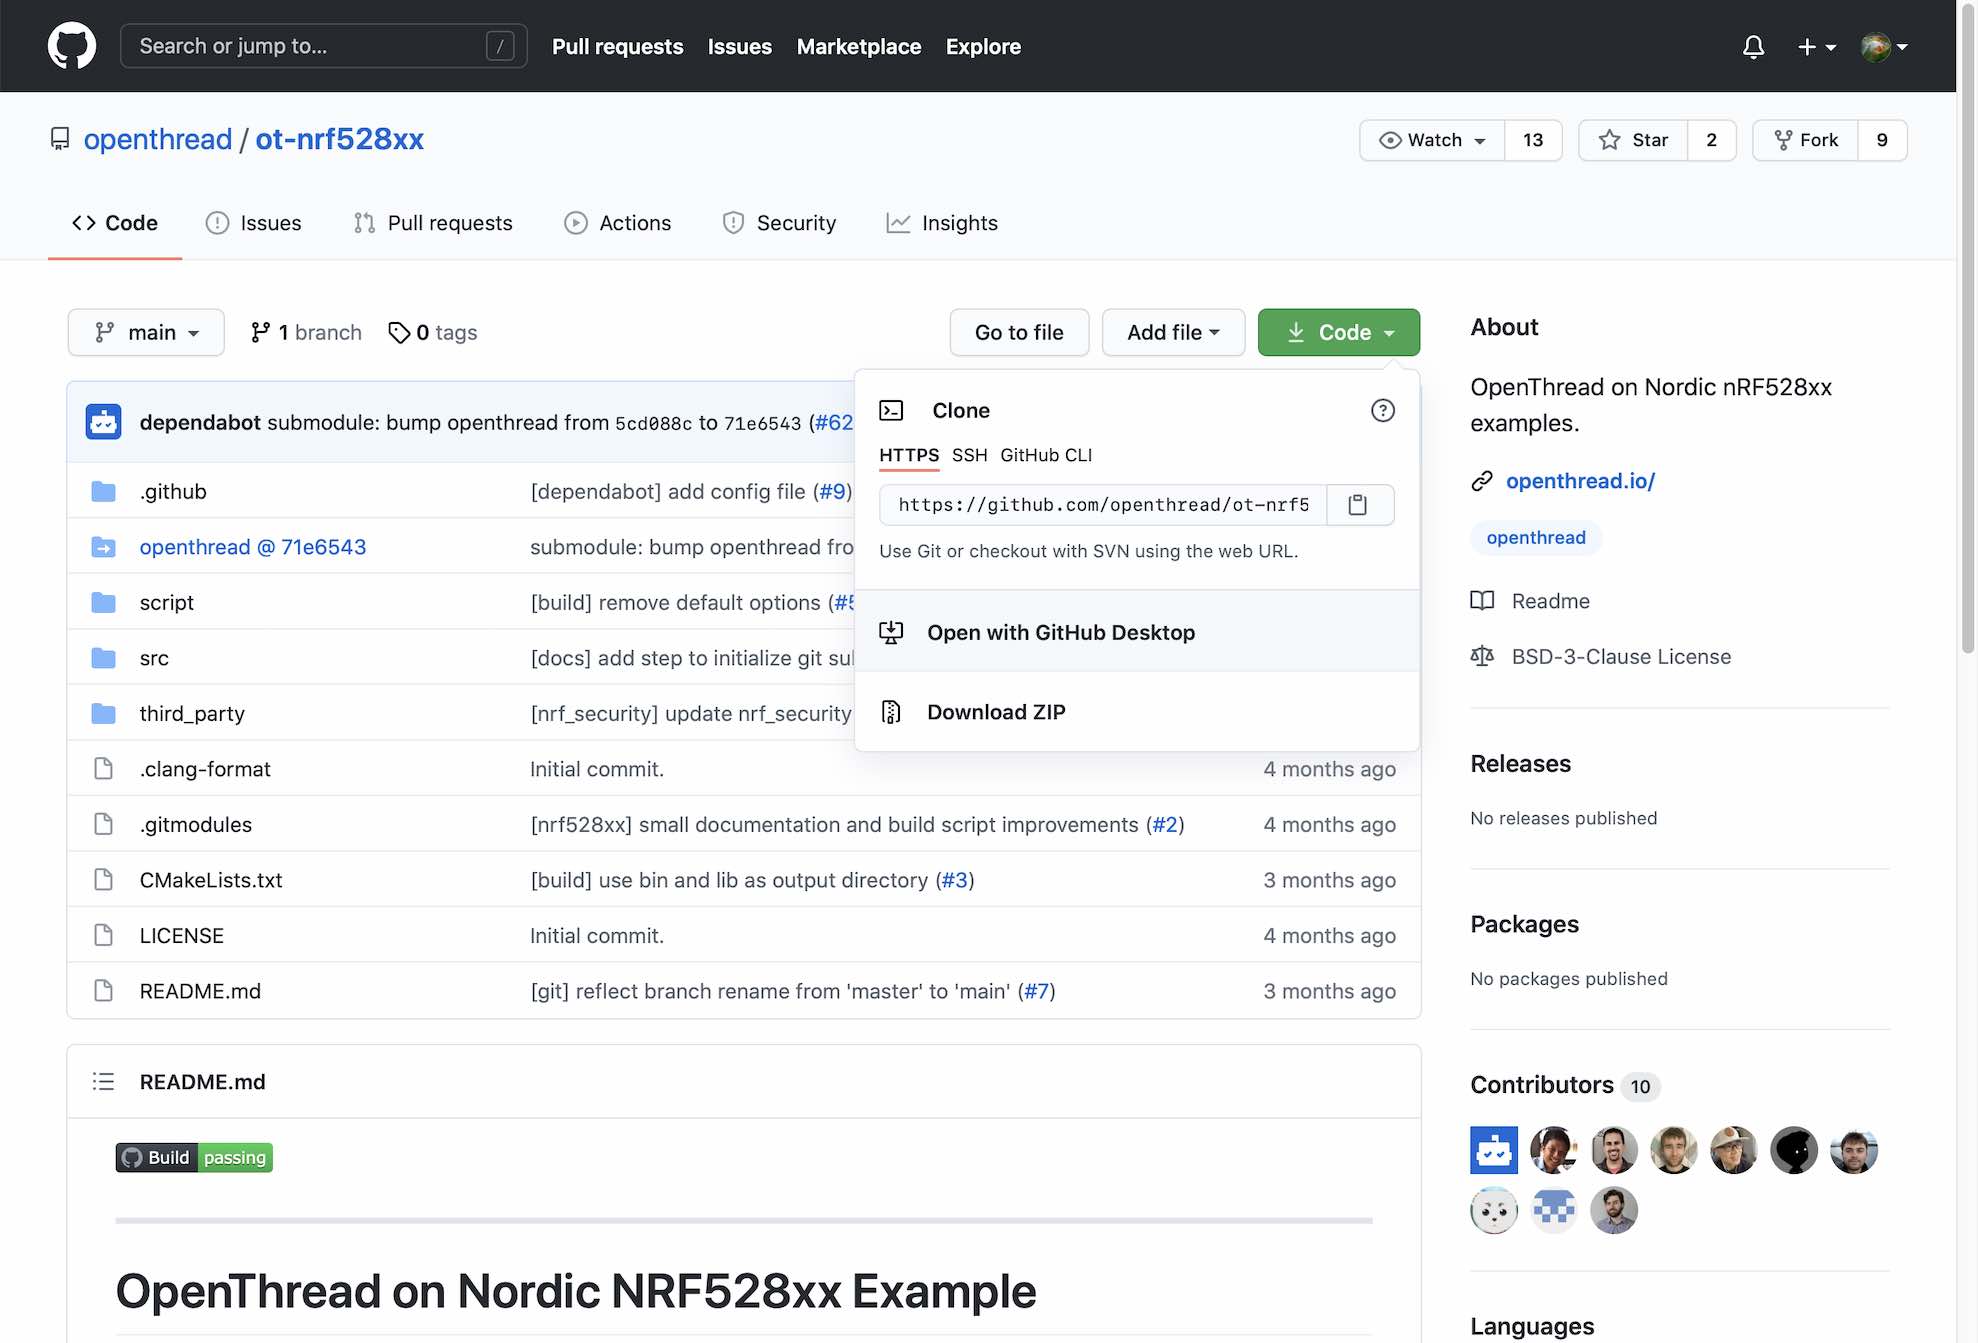 Search or jump to... /
Pull requests Issues Marketplace Explore
openthread / ot-nrf528xx
Watch 13 Star 2 Fork 9
Code Issues Pull requests Actions Security Insights
main 1 branch 0 tags Go to file Add file Code
dependabot submodule: bump openthread from 5cd088c to 71e6543 (#62
.github [dependabot] add config file (#9)
openthread @ 71e6543 submodule: bump openthread fro
script [build] remove default options (#5
src [docs] add step to initialize git sul
third_party [nrf_security] update nrf_security
.clang-format Initial commit. 4 months ago
.gitmodules [nrf528xx] small documentation and build script improvements (#2) 4 months ago
CMakeLists.txt [build] use bin and lib as output directory (#3) 3 months ago
LICENSE Initial commit. 4 months ago
README.md [git] reflect branch rename from 'master' to 'main' (#7) 3 months ago
Clone
HTTPS SSH GitHub CLI
https://github.com/openthread/ot-nrf5
Use Git or checkout with SVN using the web URL.
Open with GitHub Desktop
Download ZIP
README.md
Build passing
OpenThread on Nordic NRF528xx Example
About
OpenThread on Nordic nRF528xx
examples.
openthread.io/
openthread
Readme
BSD-3-Clause License
Releases
No releases published
Packages
No packages published
Contributors 10
Languages